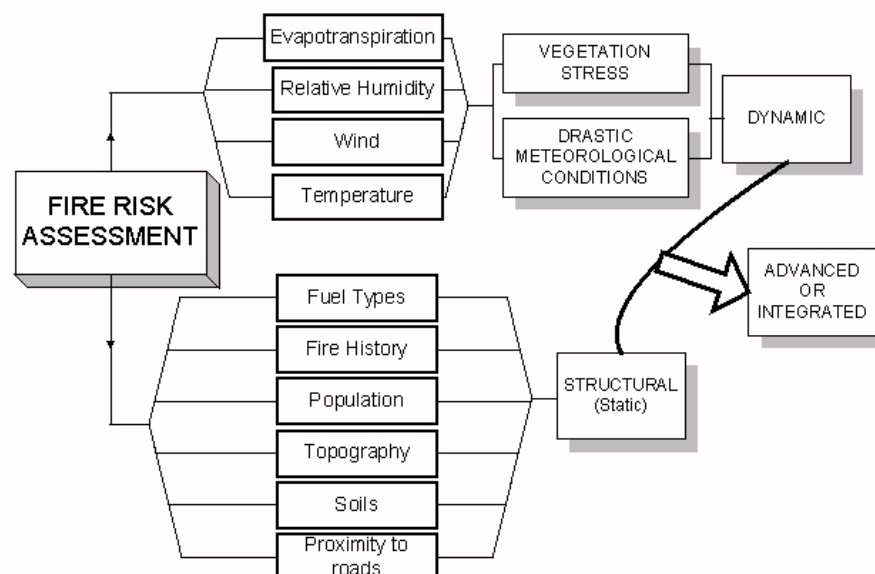 FIRE RISK
ASSESSMENT
Evapotranspiration
Relative Humidity
Wind
Temperature
VEGETATION
STRESS
DRASTIC
METEOROLOGICAL
CONDITIONS
DYNAMIC
Fuel Types
Fire History
Population
Topography
Soils
Proximity to
roads
STRUCTURAL
(Static)
ADVANCED
OR
INTEGRATED